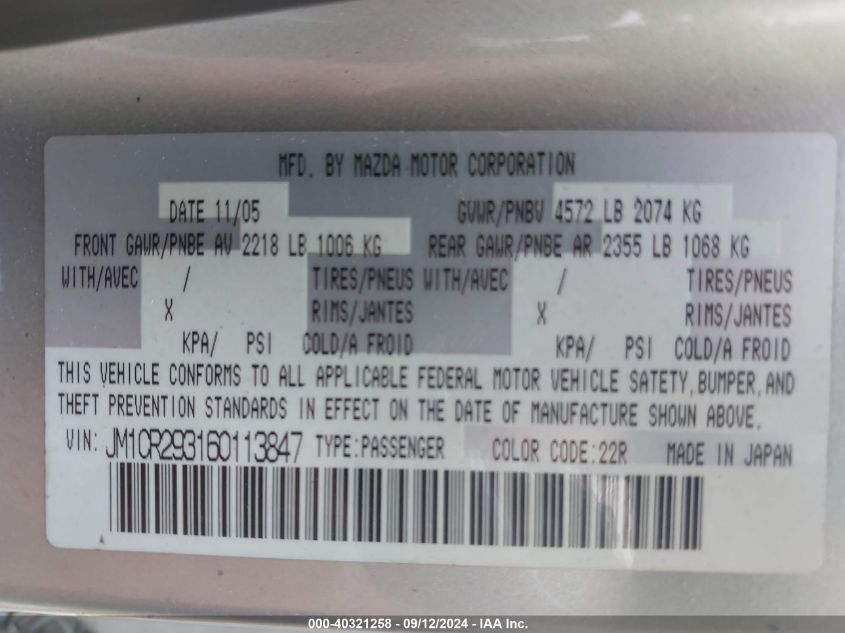 MFD. BY MAZDA MOTOR CORPORATION
DATE 11/05 GVWR/PNBV 4572 LB 2074 KG
FRONT GAWR/PNBE AV 2218 LB 1006 KG REAR GAWR/PNBE AR 2355 LB 1068 KG
WITH/AVEC / TIRES/PNEUS WITH/AVEC / TIRES/PNEUS
X RIMS/JANTES X RIMS/JANTES
KPA/ PSI COLD/A FROID KPA/ PSI COLD/A FROID
THIS VEHICLE CONFORMS TO ALL APPLICABLE FEDERAL MOTOR VEHICLE SAFETY, BUMPER, AND
THEFT PREVENTION STANDARDS IN EFFECT ON THE DATE OF MANUFACTURE SHOWN ABOVE.
VIN: JM1CR293160113847 TYPE:PASSENGER COLOR CODE:22R MADE IN JAPAN
A
000-40321258 - 09/12/2024 - IAA Inc.